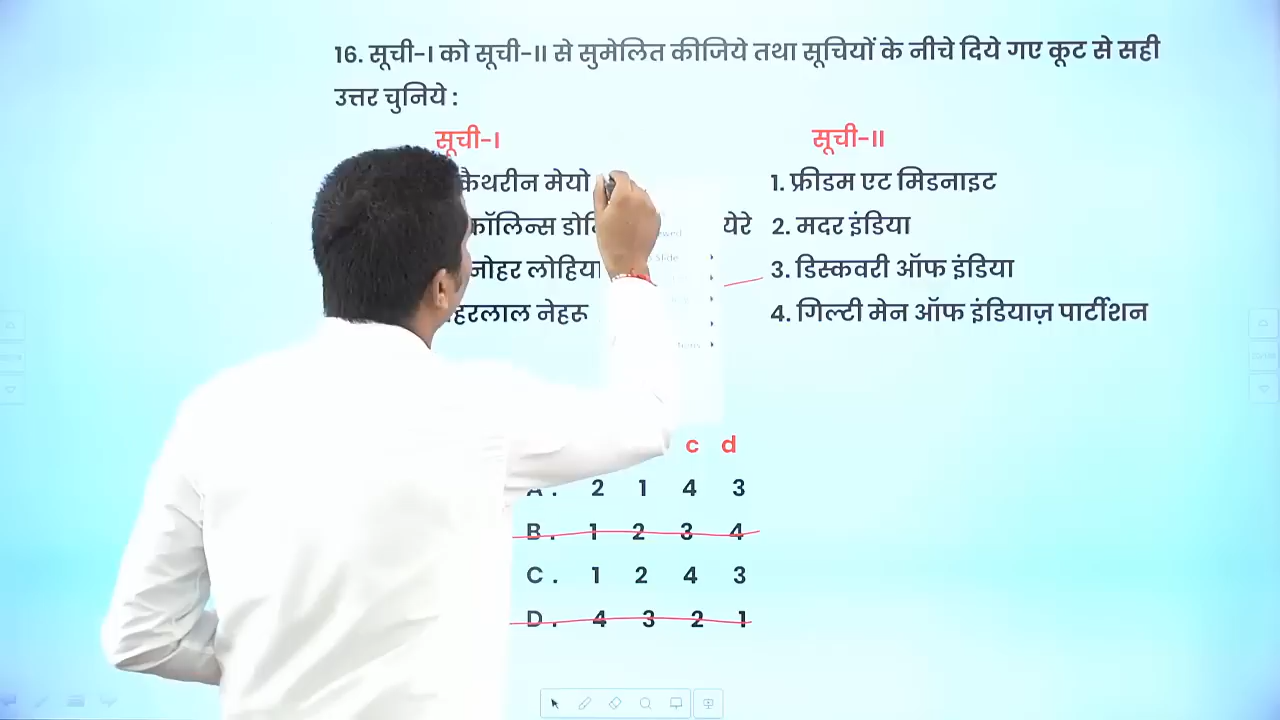 16. सूची-I को सूची-II से सुमेलित कीजिये तथा सूचियों के नीचे दिये गए कूट से सही
उत्तर चुनिये :
सूची-I सूची-II
कैथरीन मेयो 1. फ्रीडम एट मिडनाइट
कॉलिन्स येरे 2. मदर इंडिया
लोहिया 3. डिस्कवरी ऑफ इंडिया
नेहरू 4. गिल्टी मेन ऑफ इंडियाज़ पार्टीशन
c d
A. 2 1 4 3
B. 1 2 3 4
C. 1 2 4 3
D. 4 3 2 1